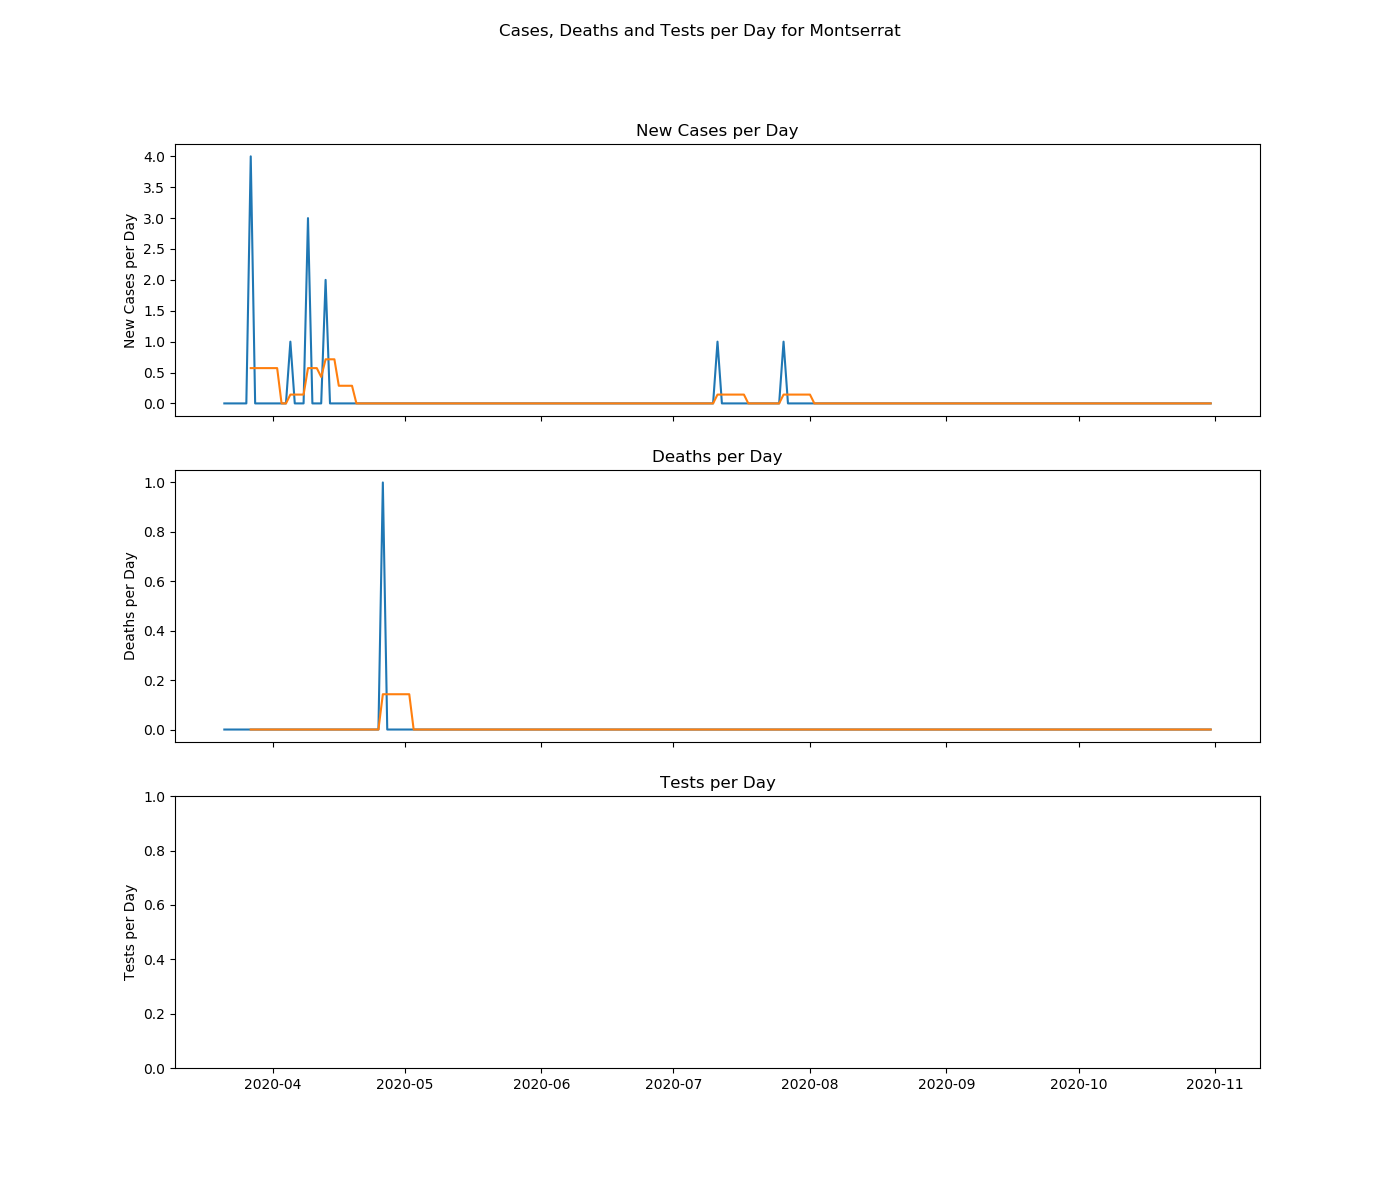 Cases, Deaths and Tests per Day for Montserrat
New Cases per Day
New Cases per Day
4.0
3.5
3.0
2.5
2.0
1.5
1.0
0.5
0.0
Deaths per Day
Deaths per Day
1.0
0.8
0.6
0.4
0.2
0.0
Tests per Day
Tests per Day
1.0
0.8
0.6
0.4
0.2
0.0
2020-04 2020-05 2020-06 2020-07 2020-08 2020-09 2020-10 2020-11